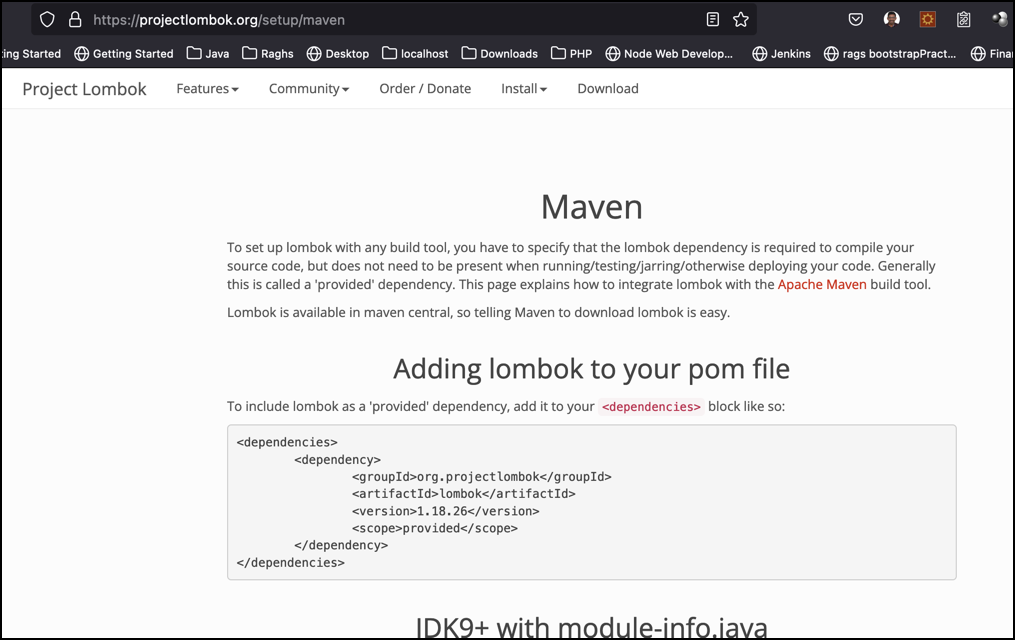 https://projectlombok.org/setup/maven
ing Started Getting Started Java Raghs Desktop localhost Downloads PHP Node Web Develop... Jenkins rags bootstrapPract... Finan
Project Lombok Features Community Order / Donate Install Download
Maven
To set up lombok with any build tool, you have to specify that the lombok dependency is required to compile your
source code, but does not need to be present when running/testing/jarring/otherwise deploying your code. Generally
this is called a 'provided' dependency. This page explains how to integrate lombok with the Apache Maven build tool.
Lombok is available in maven central, so telling Maven to download lombok is easy.
Adding lombok to your pom file
To include lombok as a 'provided' dependency, add it to your <dependencies> block like so:
<dependencies>
<dependency>
<groupId>org.projectlombok</groupId>
<artifactId>lombok</artifactId>
<version>1.18.26</version>
<scope>provided</scope>
</dependency>
</dependencies>
JDK9+ with module-info.java